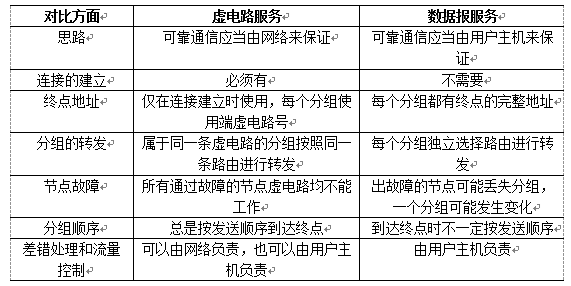 对比方面 虚电路服务 数据报服务
思路 可靠通信应当由网络来保证 可靠通信应当由用户主机来保
证
连接的建立 必须有 不需要
终点地址 仅在连接建立时使用，每个分组使 每个分组都有终点的完整地址
用端虚电路号
分组的转发 属于同一条虚电路的分组按照同一 每个分组独立选择路由进行转
条路由进行转发 发
节点故障 所有通过故障的节点虚电路均不能 出故障的节点可能丢失分组，
工作 一个分组可能发生变化
分组顺序 总是按发送顺序到达终点 到达终点时不一定按发送顺序
差错处理和流量 可以由网络负责，也可以由用户主 由用户主机负责
控制 机负责